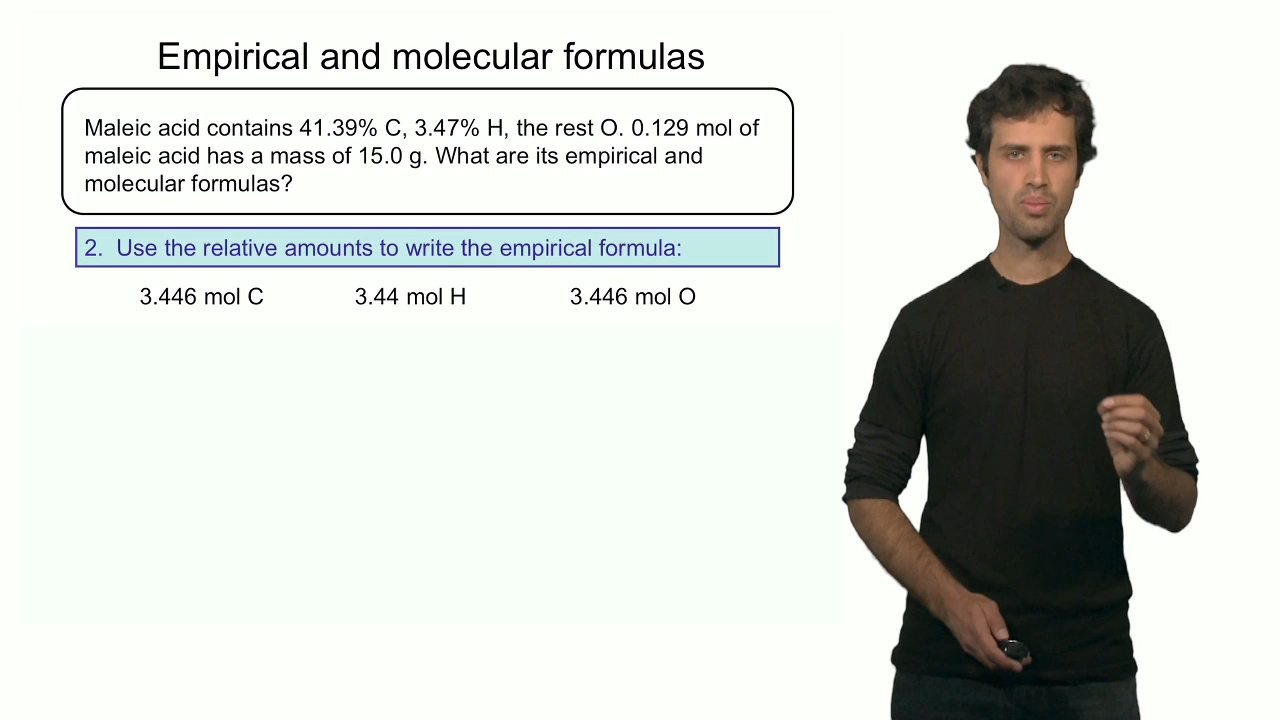 Empirical and molecular formulas
Maleic acid contains 41.39% C, 3.47% H, the rest O. 0.129 mol of
maleic acid has a mass of 15.0 g. What are its empirical and
molecular formulas?
2. Use the relative amounts to write the empirical formula:
3.446 mol C 3.44 mol H 3.446 mol O